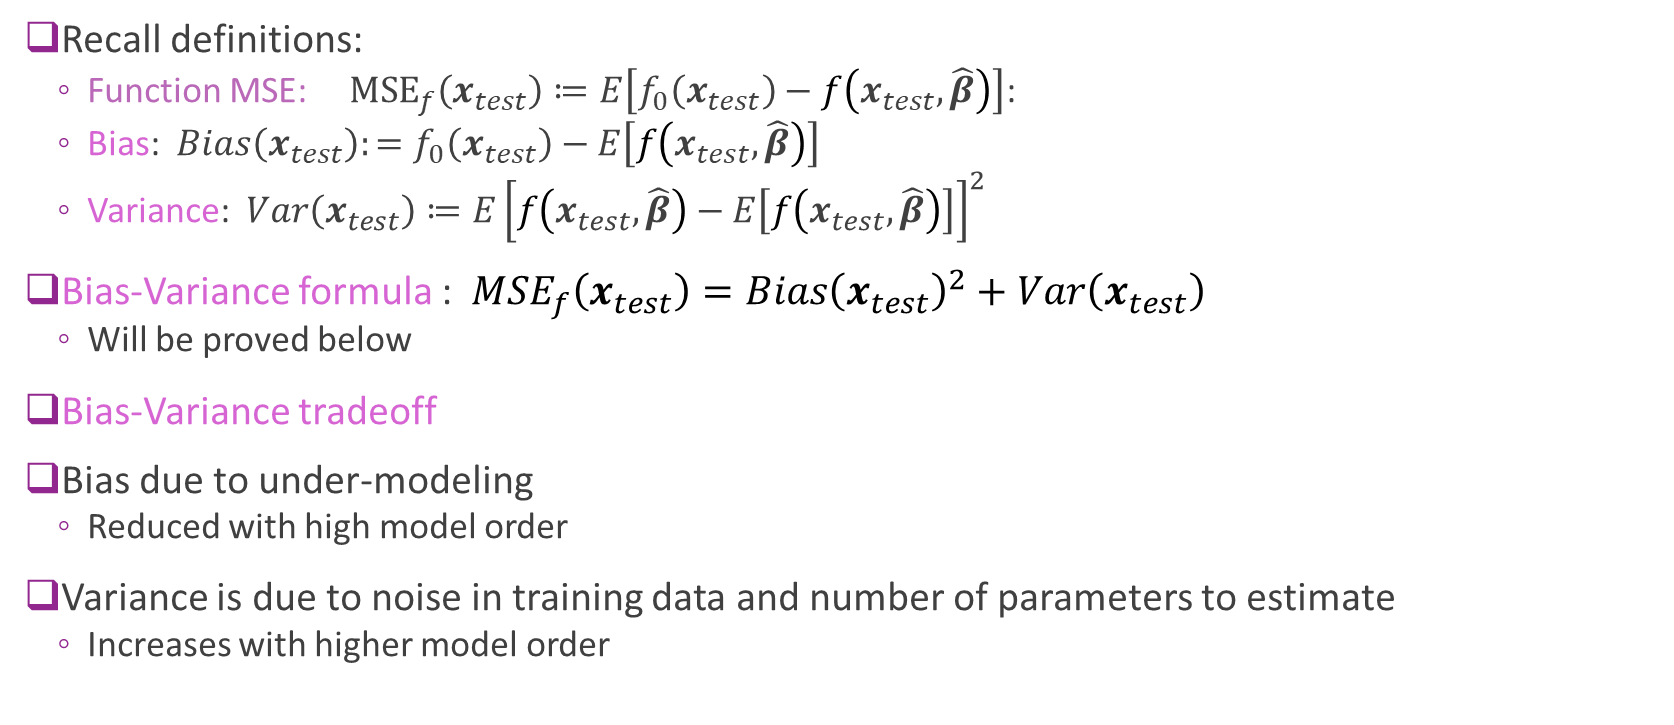 ❑Recall definitions:
◦ Function MSE: MSE_f(𝒙_test) ≔ E[f₀(𝒙_test) − f(𝒙_test, 𝜷̂)]:
◦ Bias: Bias(𝒙_test): = f₀(𝒙_test) − E[f(𝒙_test, 𝜷̂)]
◦ Variance: Var(𝒙_test) ≔ E[f(𝒙_test, 𝜷̂) − E[f(𝒙_test, 𝜷̂)]]²
❑Bias-Variance formula : MSE_f(𝒙_test) = Bias(𝒙_test)² + Var(𝒙_test)
◦ Will be proved below
❑Bias-Variance tradeoff
❑Bias due to under-modeling
◦ Reduced with high model order
❑Variance is due to noise in training data and number of parameters to estimate
◦ Increases with higher model order